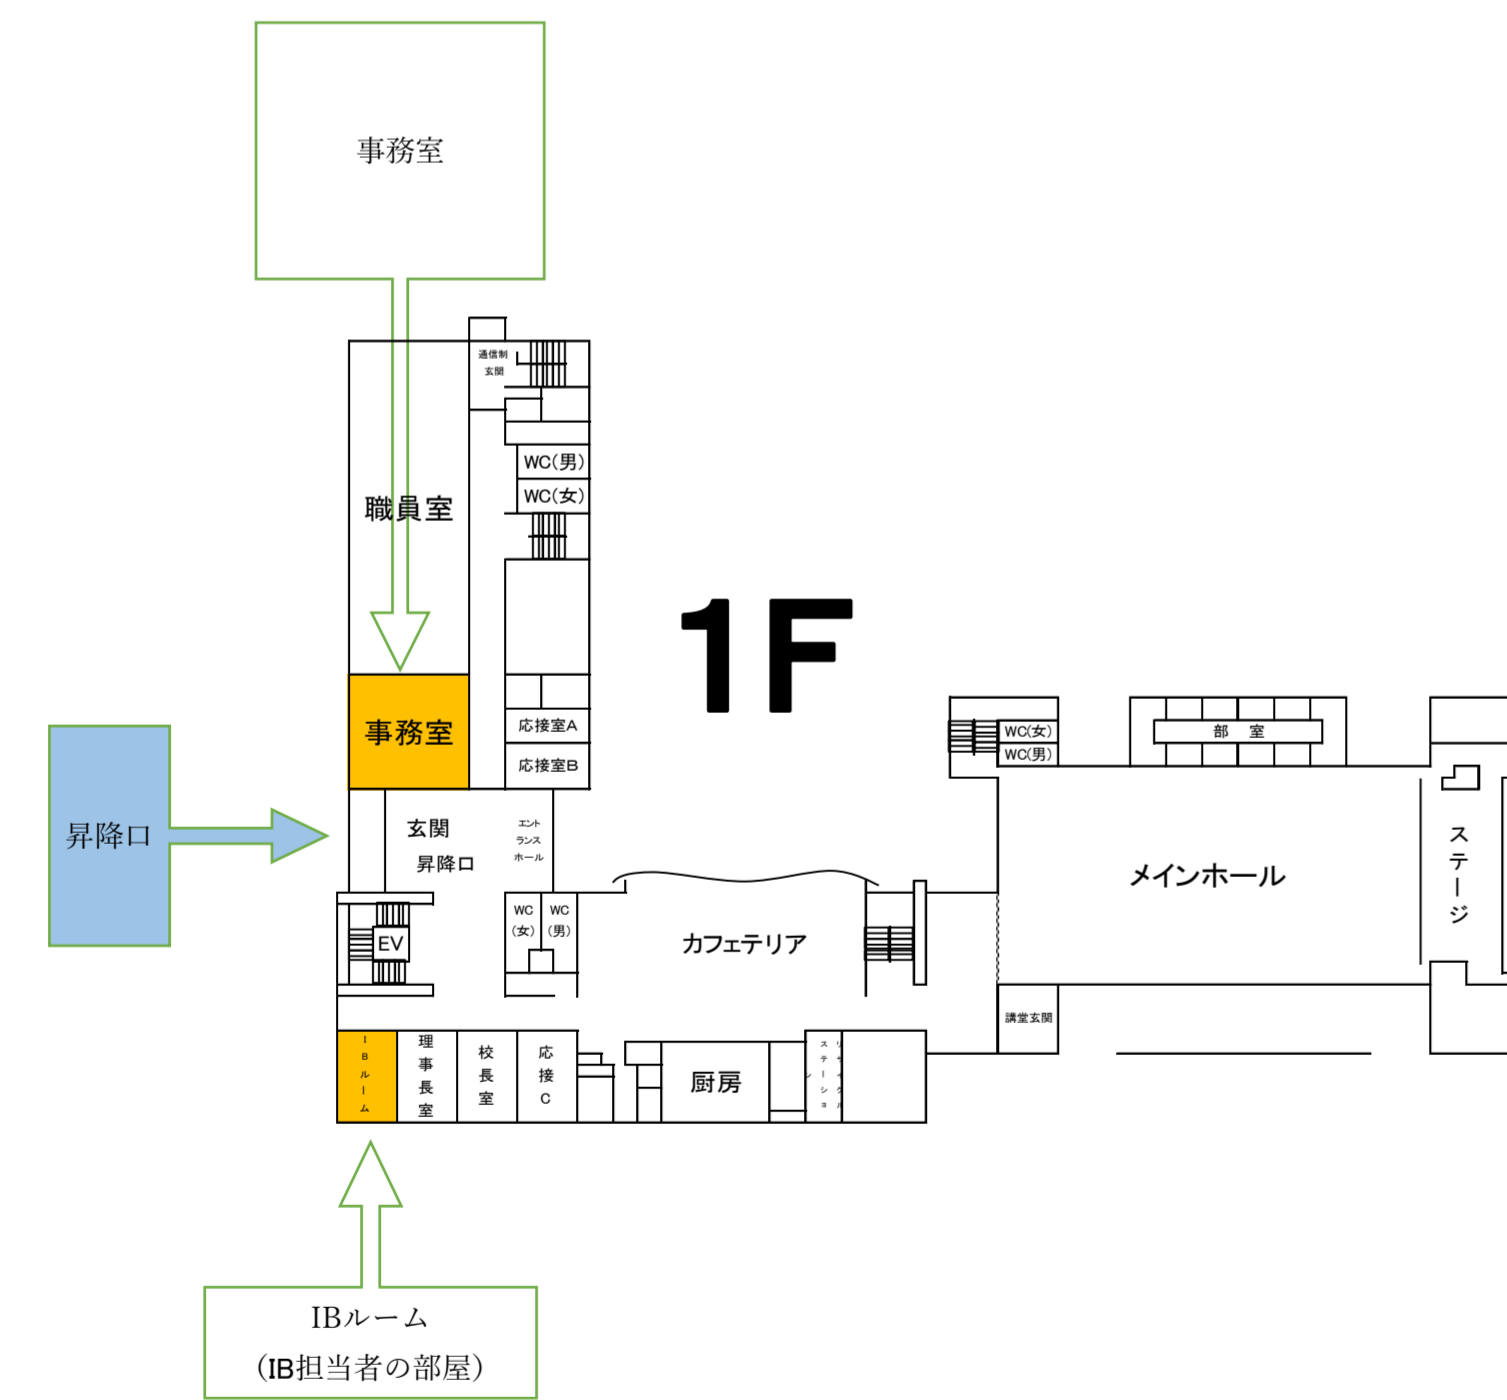 事務室
通信制
玄関
WC(男)
WC(女)
職員室
1F
事務室
応接室A
応接室B
WC(女)
WC(男)
部 室
昇降口
玄関
昇降口
エント
ランス
ホール
メインホール
ステージ
WC
(女)
WC
(男)
EV
カフェテリア
講堂玄関
IBルーム
理事長室
校長室
応接C
厨房
リサイクル
ステーション
IBルーム
(IB担当者の部屋)